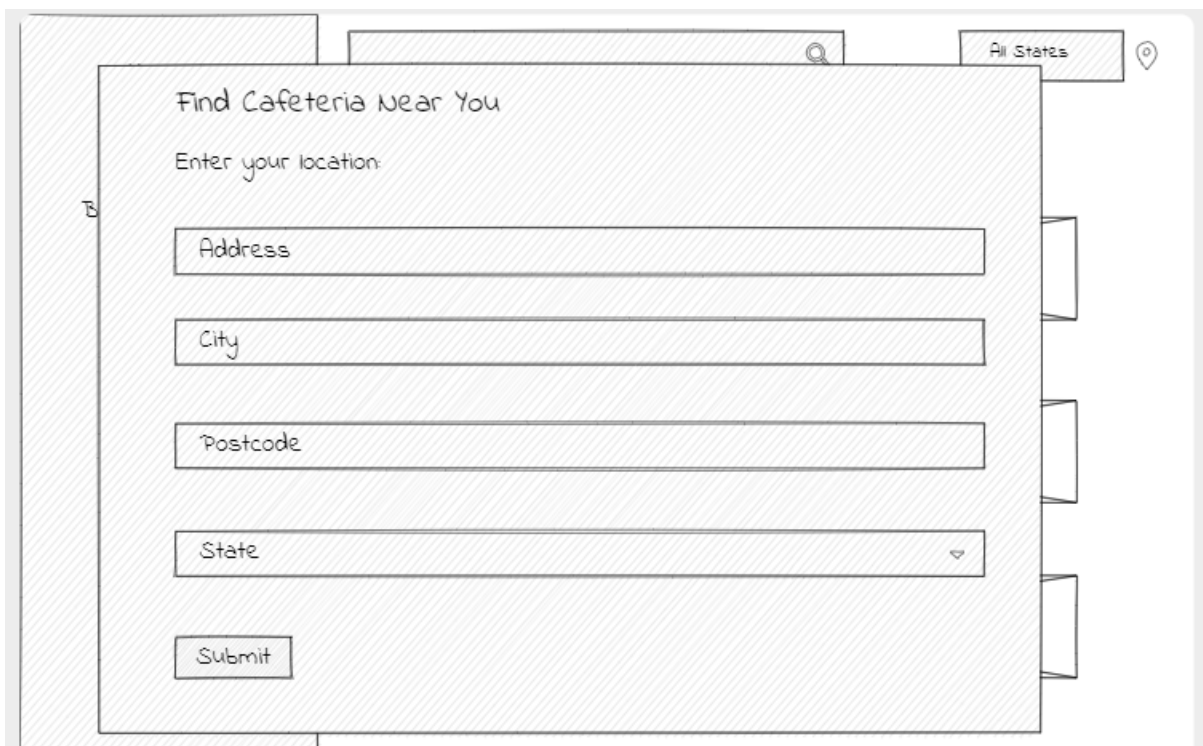 All States
Find Cafeteria Near You
Enter your location:
B
Address
City
Postcode
State
Submit